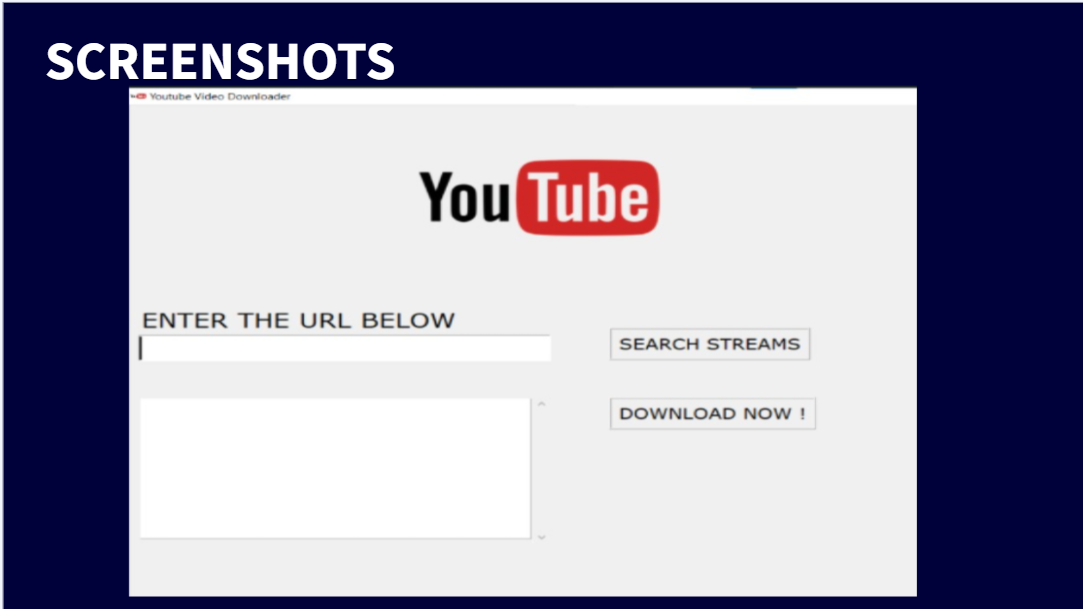 SCREENSHOTS
Youtube Video Downloader
YouTube
ENTER THE URL BELOW
SEARCH STREAMS
DOWNLOAD NOW !